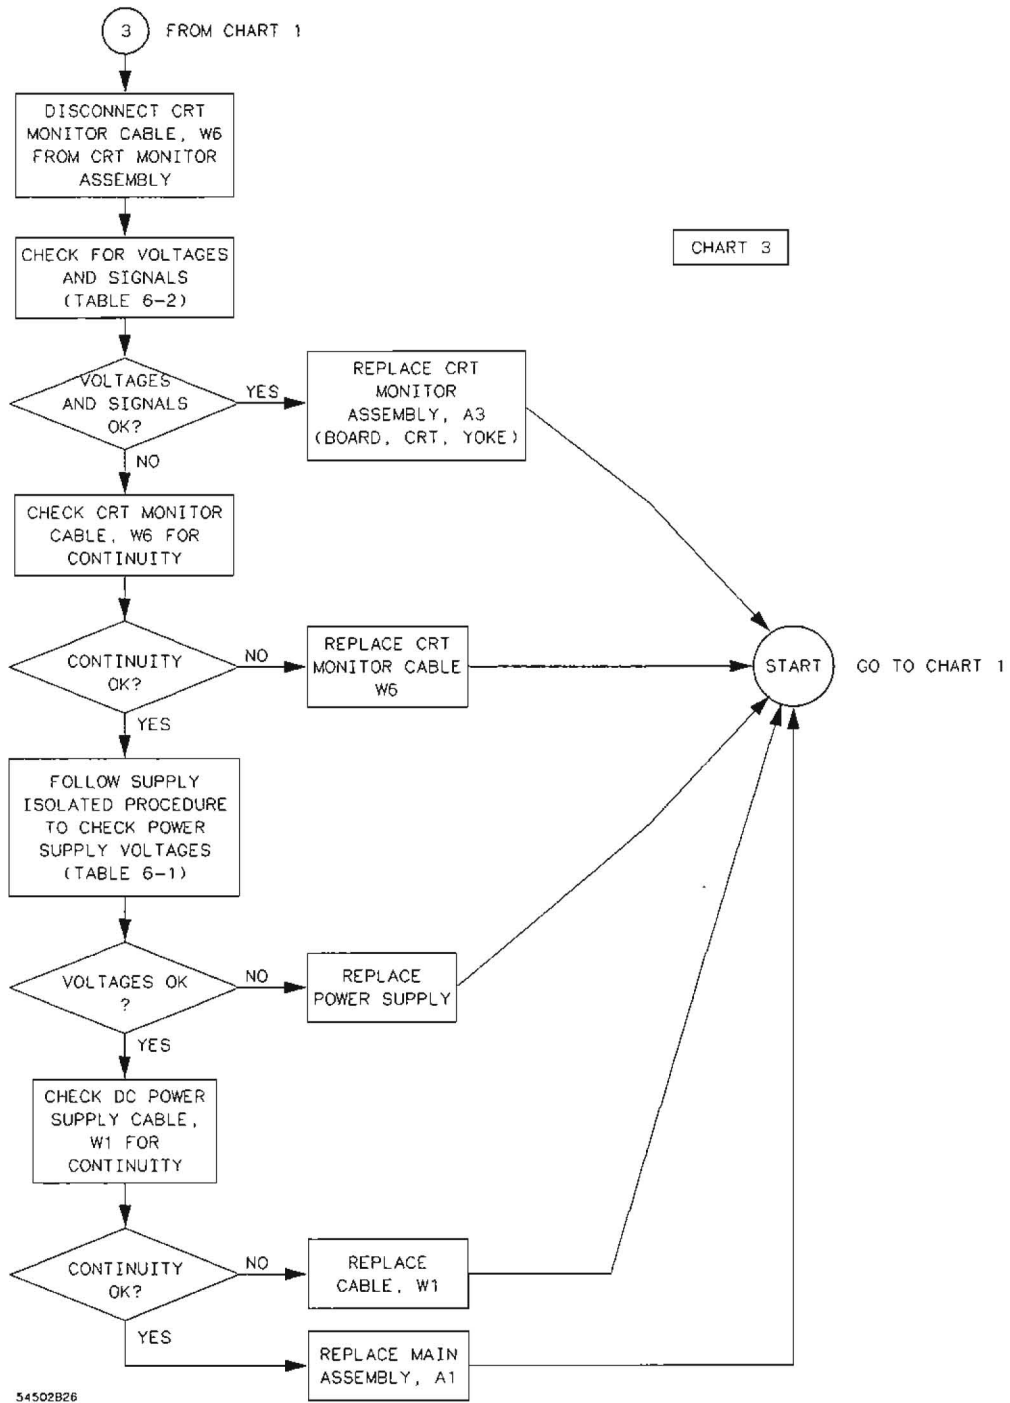 3 FROM CHART 1
DISCONNECT CRT
MONITOR CABLE, W6
FROM CRT MONITOR
ASSEMBLY
CHECK FOR VOLTAGES
AND SIGNALS
(TABLE 6-2)
CHART 3
VOLTAGES
AND SIGNALS
OK?
YES
REPLACE CRT
MONITOR
ASSEMBLY, A3
(BOARD, CRT, YOKE)
NO
CHECK CRT MONITOR
CABLE, W6 FOR
CONTINUITY
CONTINUITY
OK?
NO
REPLACE CRT
MONITOR CABLE
W6
START
GO TO CHART 1
YES
FOLLOW SUPPLY
ISOLATED PROCEDURE
TO CHECK POWER
SUPPLY VOLTAGES
(TABLE 6-1)
VOLTAGES OK
?
NO
REPLACE
POWER SUPPLY
YES
CHECK DC POWER
SUPPLY CABLE,
W1 FOR
CONTINUITY
CONTINUITY
OK?
NO
REPLACE
CABLE, W1
YES
REPLACE MAIN
ASSEMBLY, A1
54502B26